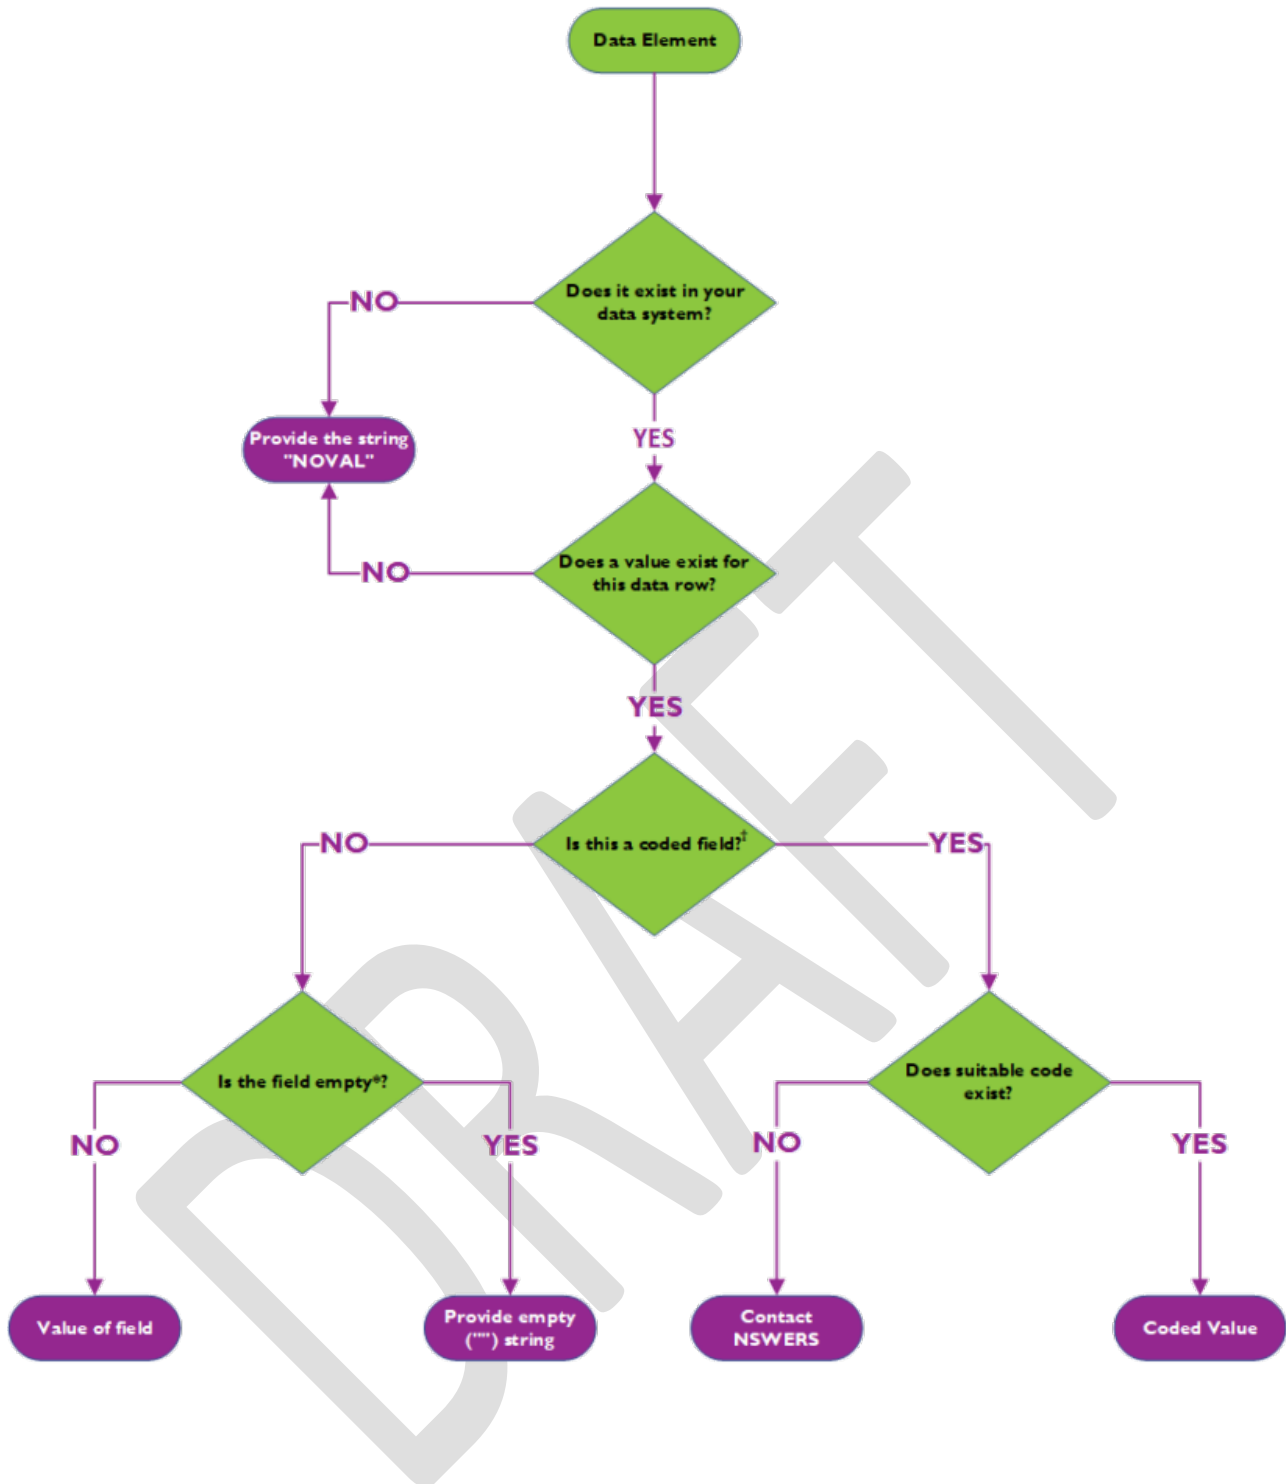 Data Element
Does it exist in your
data system?
NO
Provide the string
"NOVAL"
YES
Does a value exist for
this data row?
NO
YES
Is this a coded field?†
NO
YES
Is the field empty*?
Does suitable code
exist?
NO
YES
NO
YES
Value of field
Provide empty
("") string
Contact
NSWERS
Coded Value
DRAFT